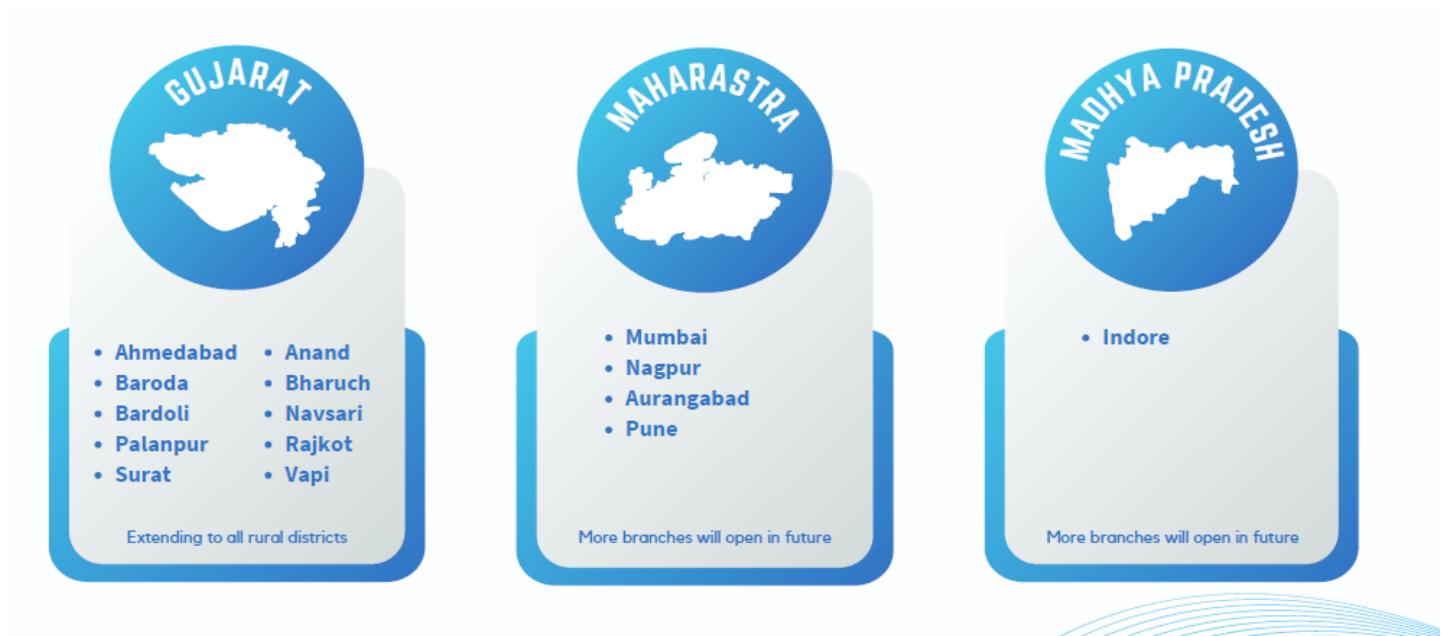 GUJARAT
• Ahmedabad
• Baroda
• Bardoli
• Palanpur
• Surat
• Anand
• Bharuch
• Navsari
• Rajkot
• Vapi
Extending to all rural districts
MAHARASTRA
• Mumbai
• Nagpur
• Aurangabad
• Pune
More branches will open in future
MADHYA PRADESH
• Indore
More branches will open in future